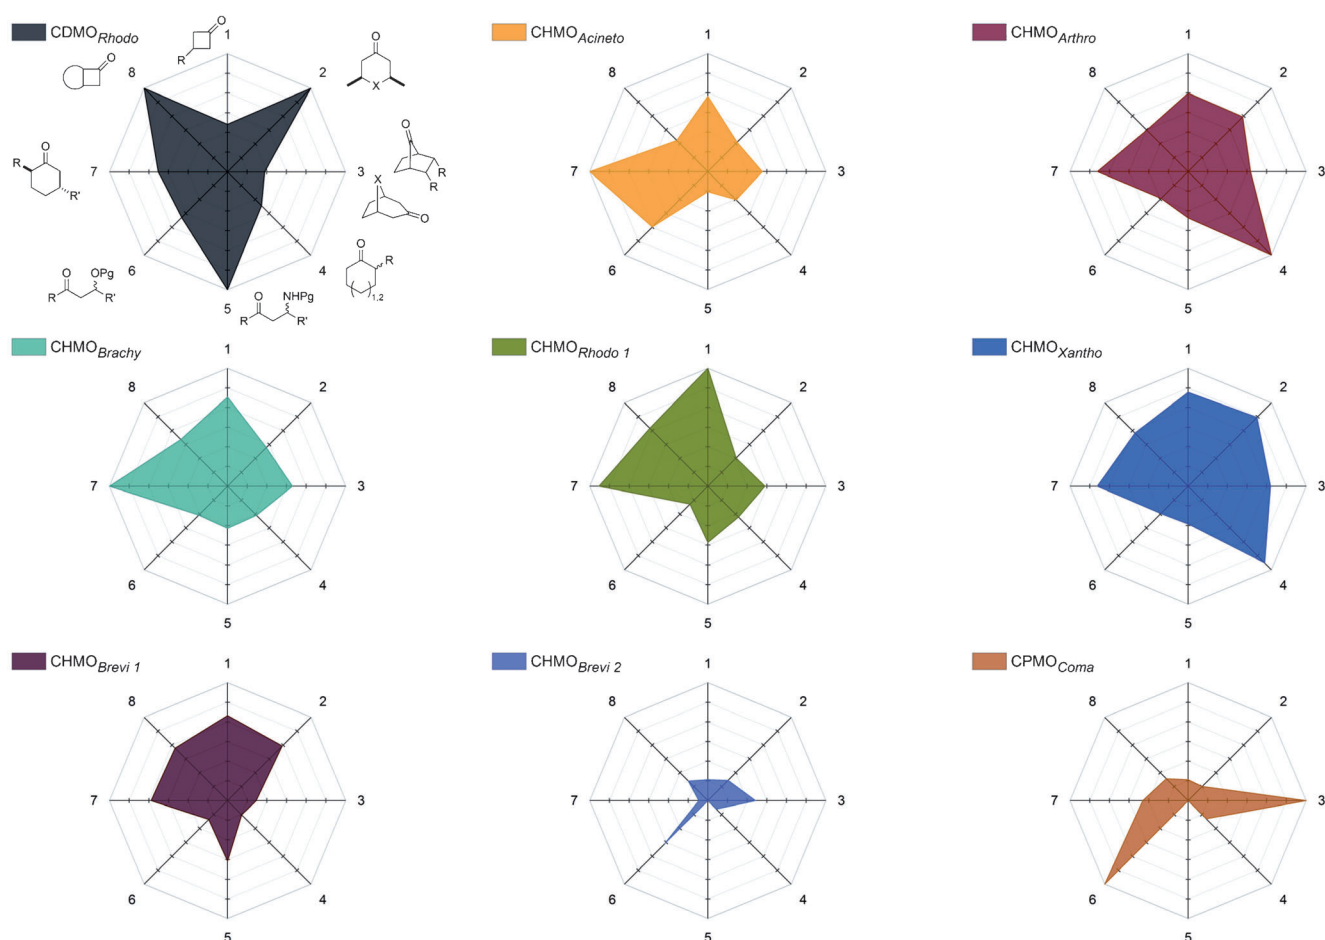 CDMO Rhodo
1
2
3
4
5
6
7
8
O
R
O
O
X
O
R
R
X
O
O
R
1,2
O
NHPg
R
R'
O
OPg
R
R'
O
R
R'
CHMO Acineto
1
2
3
4
5
6
7
8
CHMO Arthro
1
2
3
4
5
6
7
8
CHMO Brachy
1
2
3
4
5
6
7
8
CHMO Rhodo 1
1
2
3
4
5
6
7
8
CHMO Xantho
1
2
3
4
5
6
7
8
CHMO Brevi 1
1
2
3
4
5
6
7
8
CHMO Brevi 2
1
2
3
4
5
6
7
8
CPMO Coma
1
2
3
4
5
6
7
8